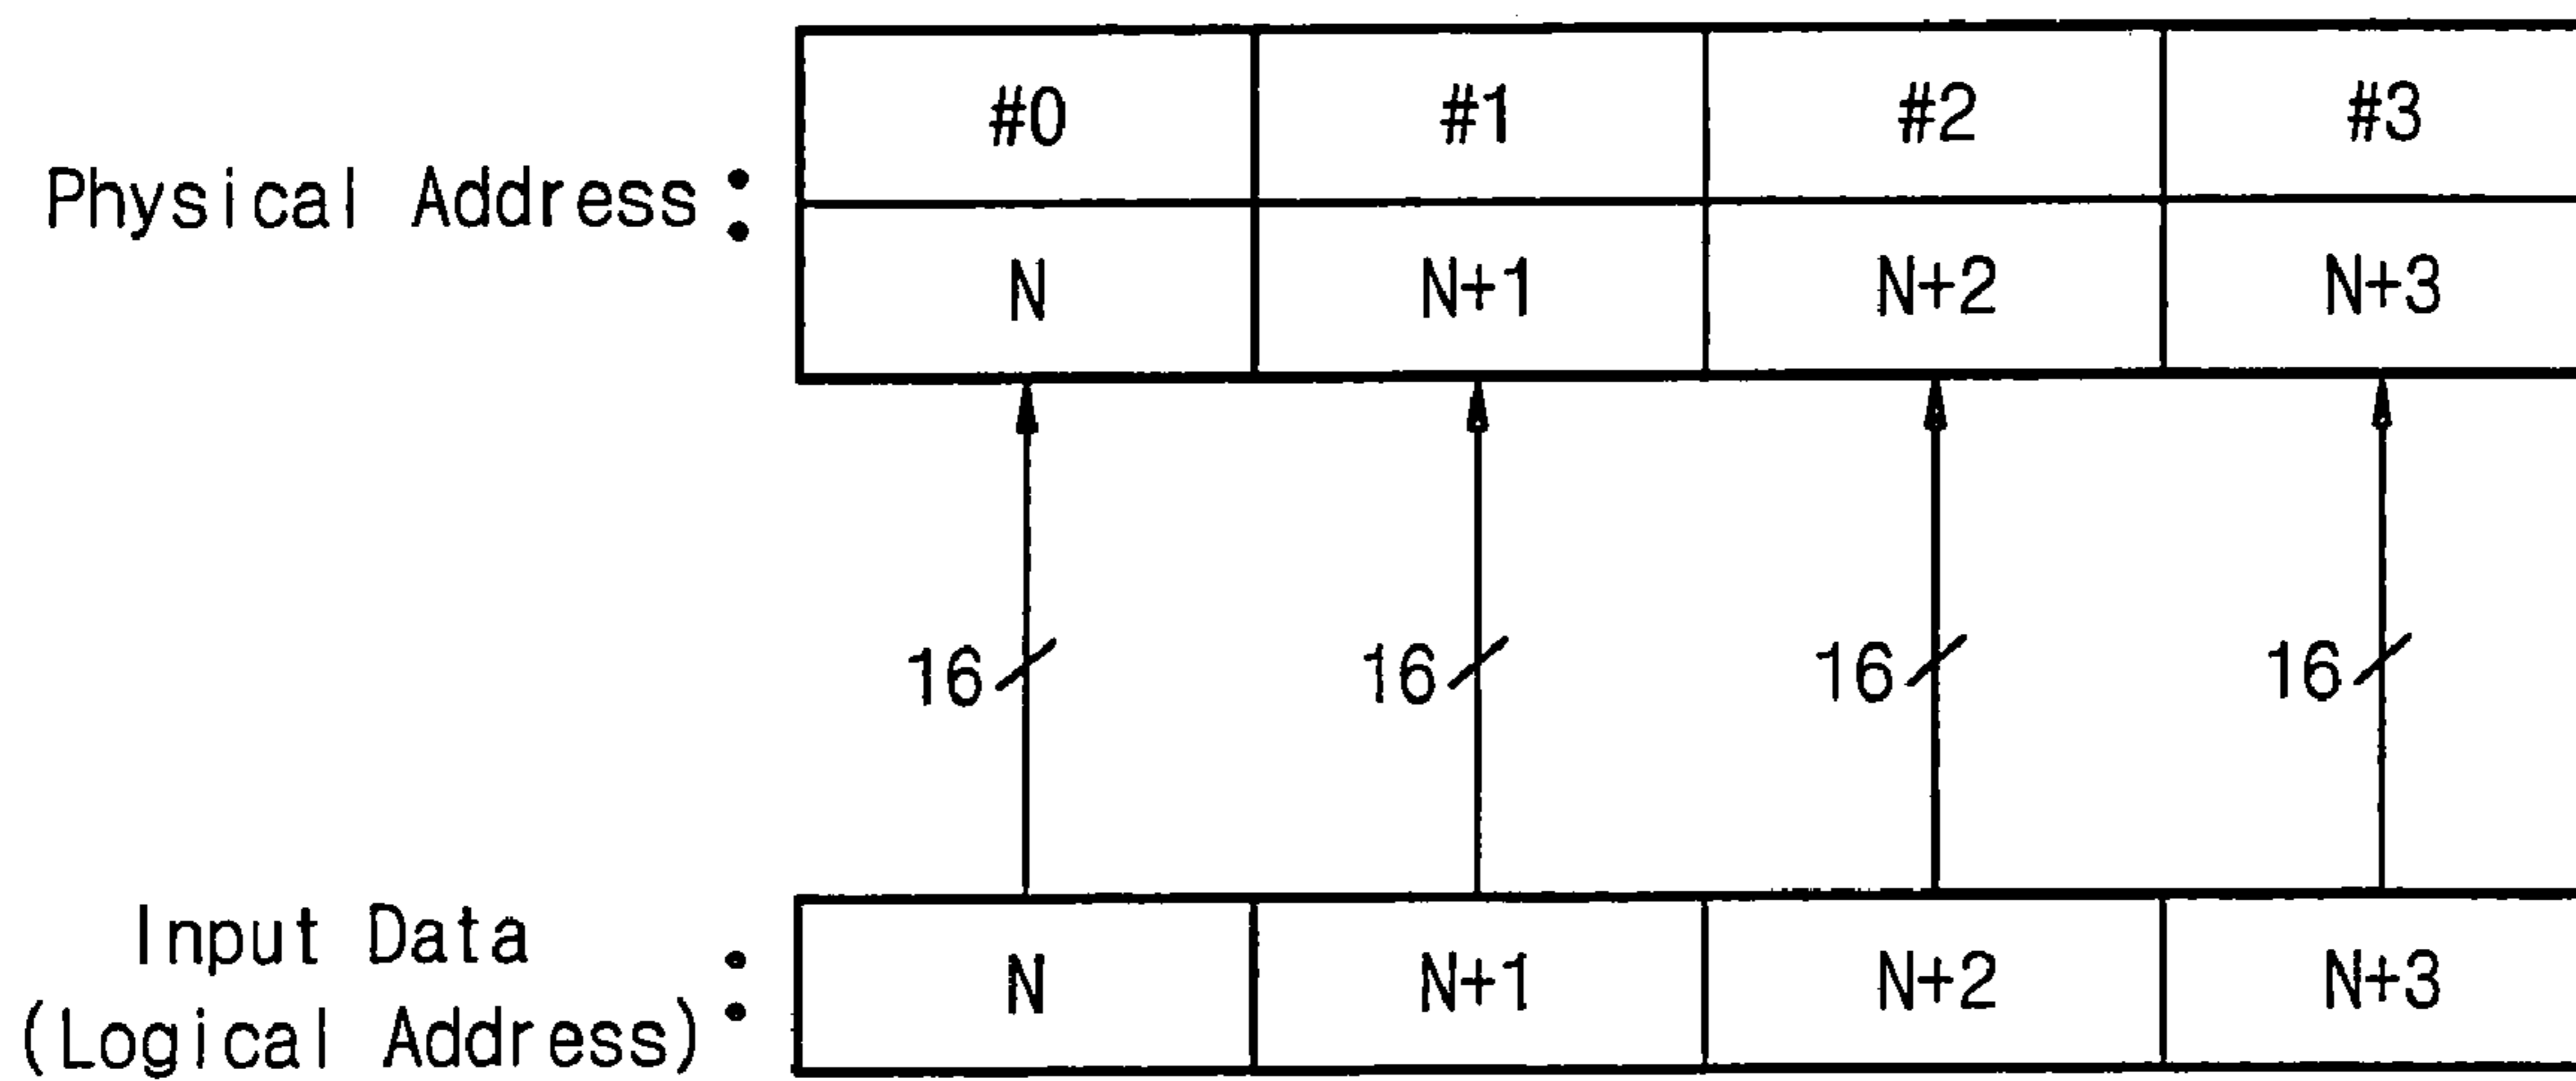 #0 #1 #2 #3
Physical Address :
N N+1 N+2 N+3
16 16 16 16
Input Data
(Logical Address) :
N N+1 N+2 N+3